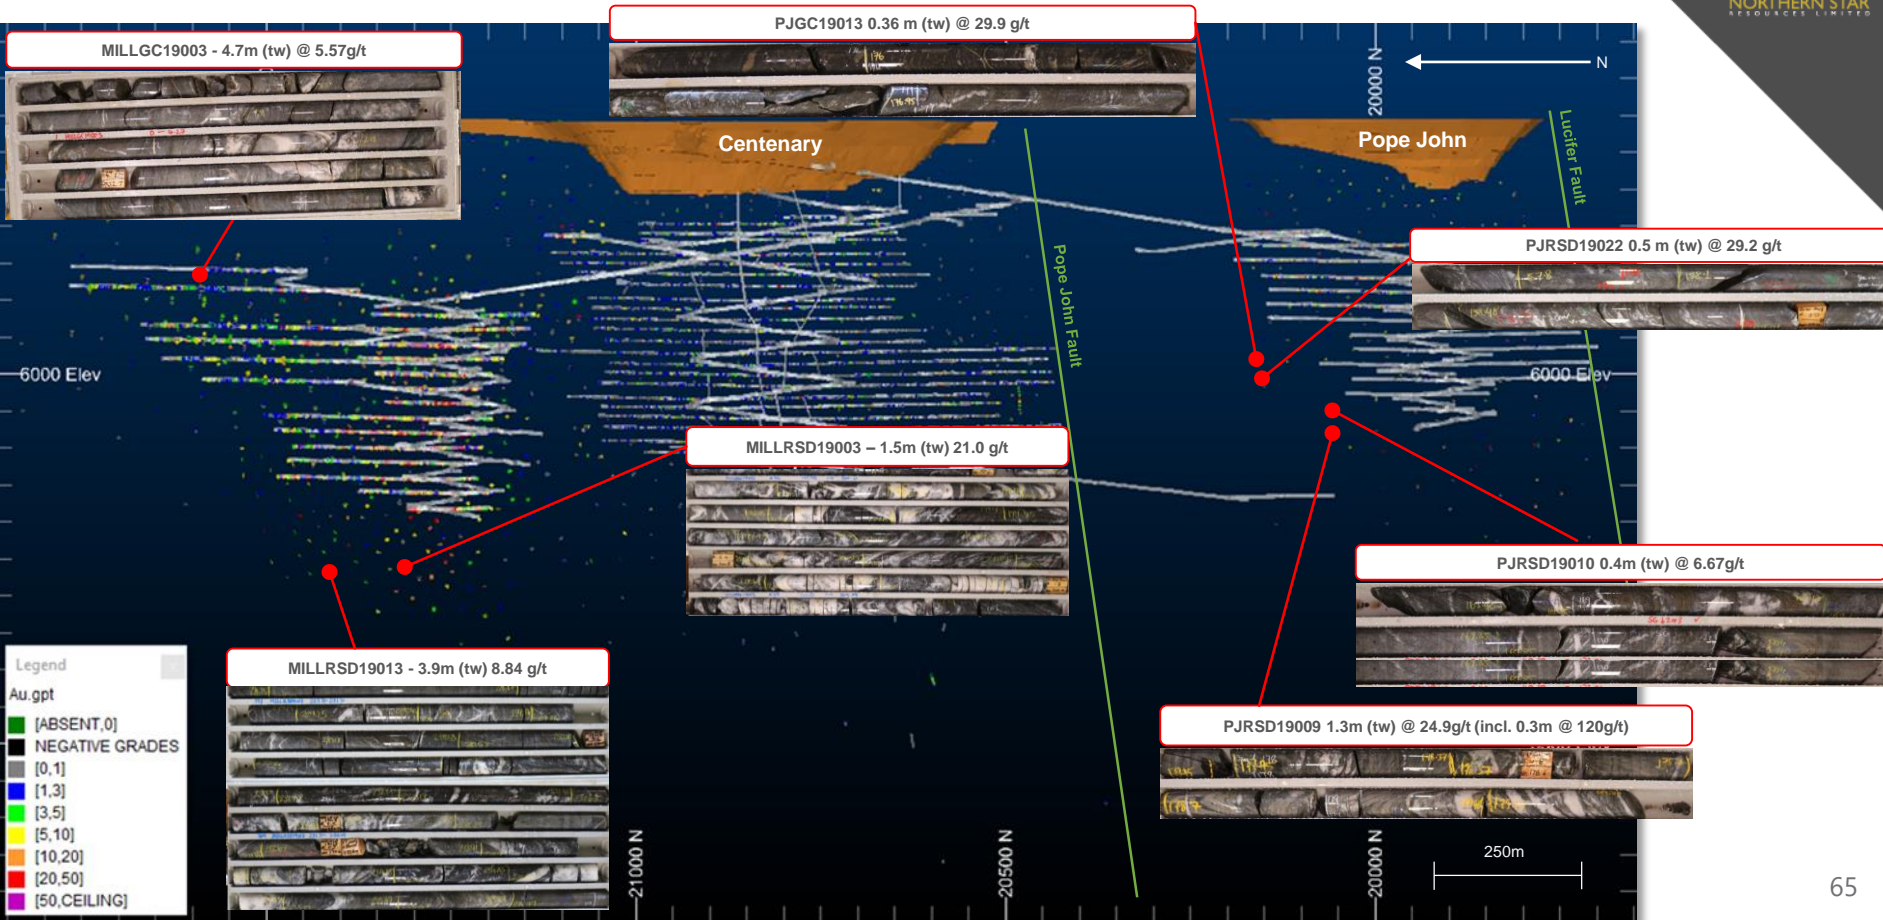 NORTHERN STAR
RESOURCES LIMITED
PJGC19013 0.36 m (tw) @ 29.9 g/t
MILLGC19003 - 4.7m (tw) @ 5.57g/t
20000 N
N
Centenary
Pope John
Lucifer Fault
PJRSD19022 0.5 m (tw) @ 29.2 g/t
Pope John Fault
6000 Elev
6000 Elev
MILLRSD19003 – 1.5m (tw) 21.0 g/t
PJRSD19010 0.4m (tw) @ 6.67g/t
MILLRSD19013 - 3.9m (tw) 8.84 g/t
PJRSD19009 1.3m (tw) @ 24.9g/t (incl. 0.3m @ 120g/t)
Legend
Au.gpt
[ABSENT,0]
NEGATIVE GRADES
[0,1]
[1,3]
[3,5]
[5,10]
[10,20]
[20,50]
[50,CEILING]
21000 N
20500 N
20000 N
250m
65